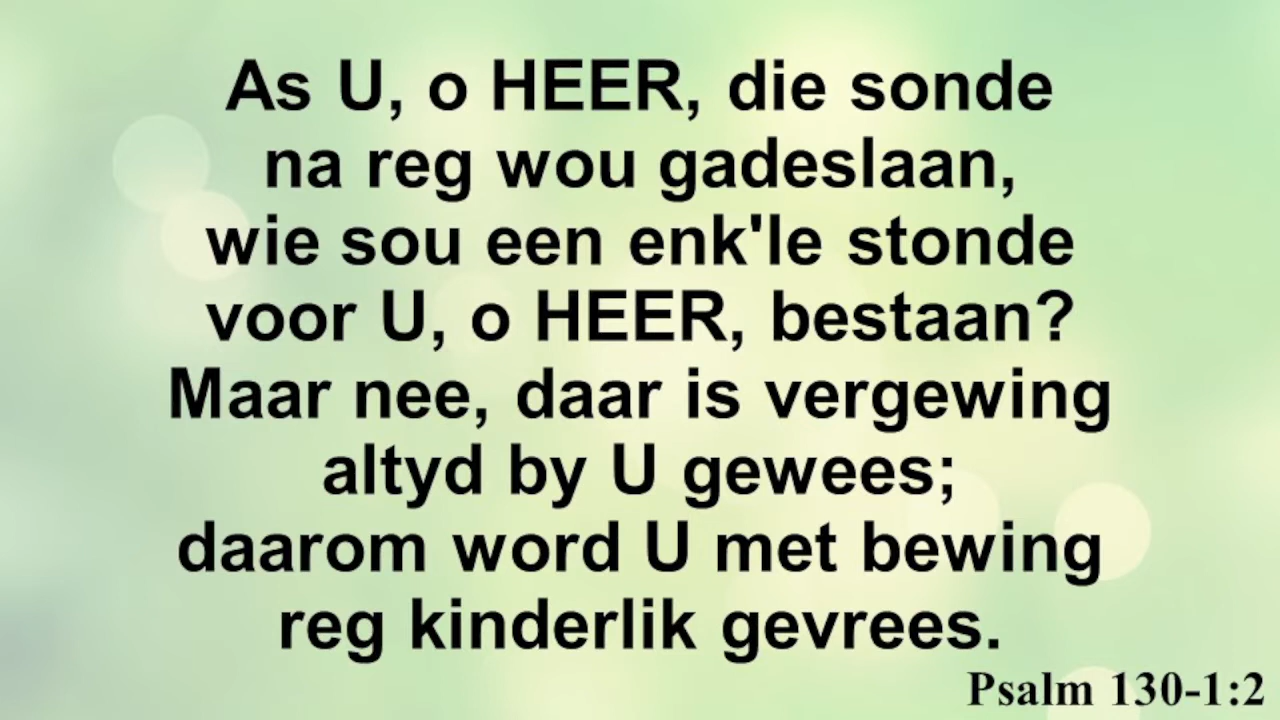 As U, o HEER, die sonde
na reg wou gadeslaan,
wie sou een enk'le stonde
voor U, o HEER, bestaan?
Maar nee, daar is vergewing
altyd by U gewees;
daarom word U met bewing
reg kinderlik gevrees.
Psalm 130-1:2